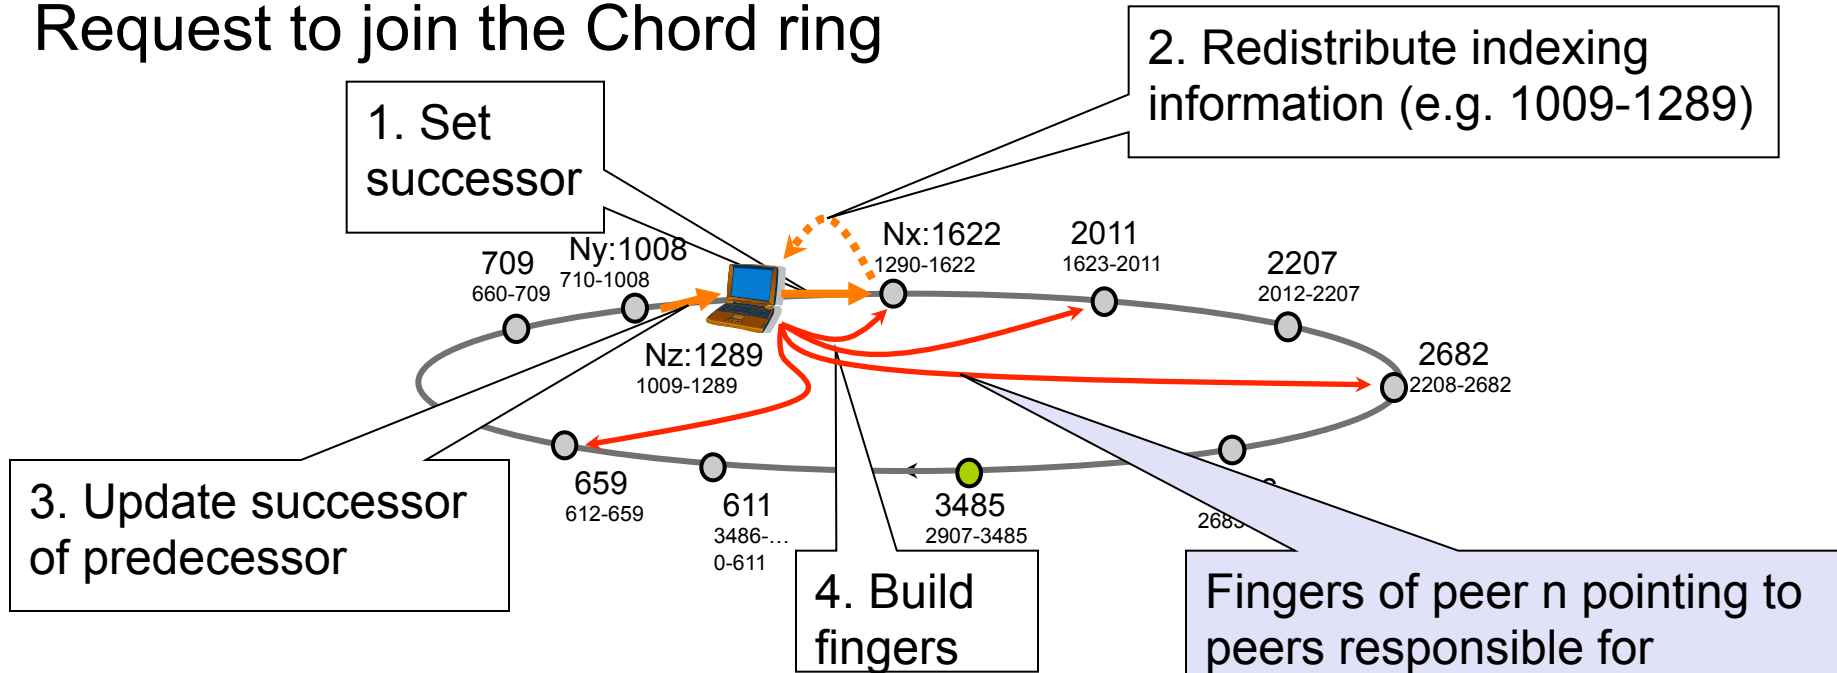 Request to join the Chord ring
2. Redistribute indexing
information (e.g. 1009-1289)
1. Set
successor
709
660-709
Ny:1008
710-1008
Nx:1622
1290-1622
2011
1623-2011
2207
2012-2207
2682
2208-2682
Nz:1289
1009-1289
659
612-659
611
3486-…
0-611
3485
2907-3485
3. Update successor
of predecessor
4. Build
fingers
Fingers of peer n pointing to
peers responsible for